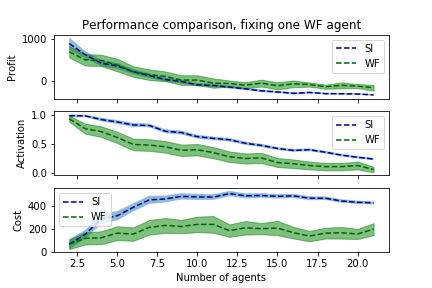 Performance comparison, fixing one WF agent
1000
0
Profit
SI
WF
1.0
0.5
0.0
Activation
SI
WF
400
200
0
Cost
SI
WF
2.5 5.0 7.5 10.0 12.5 15.0 17.5 20.0
Number of agents